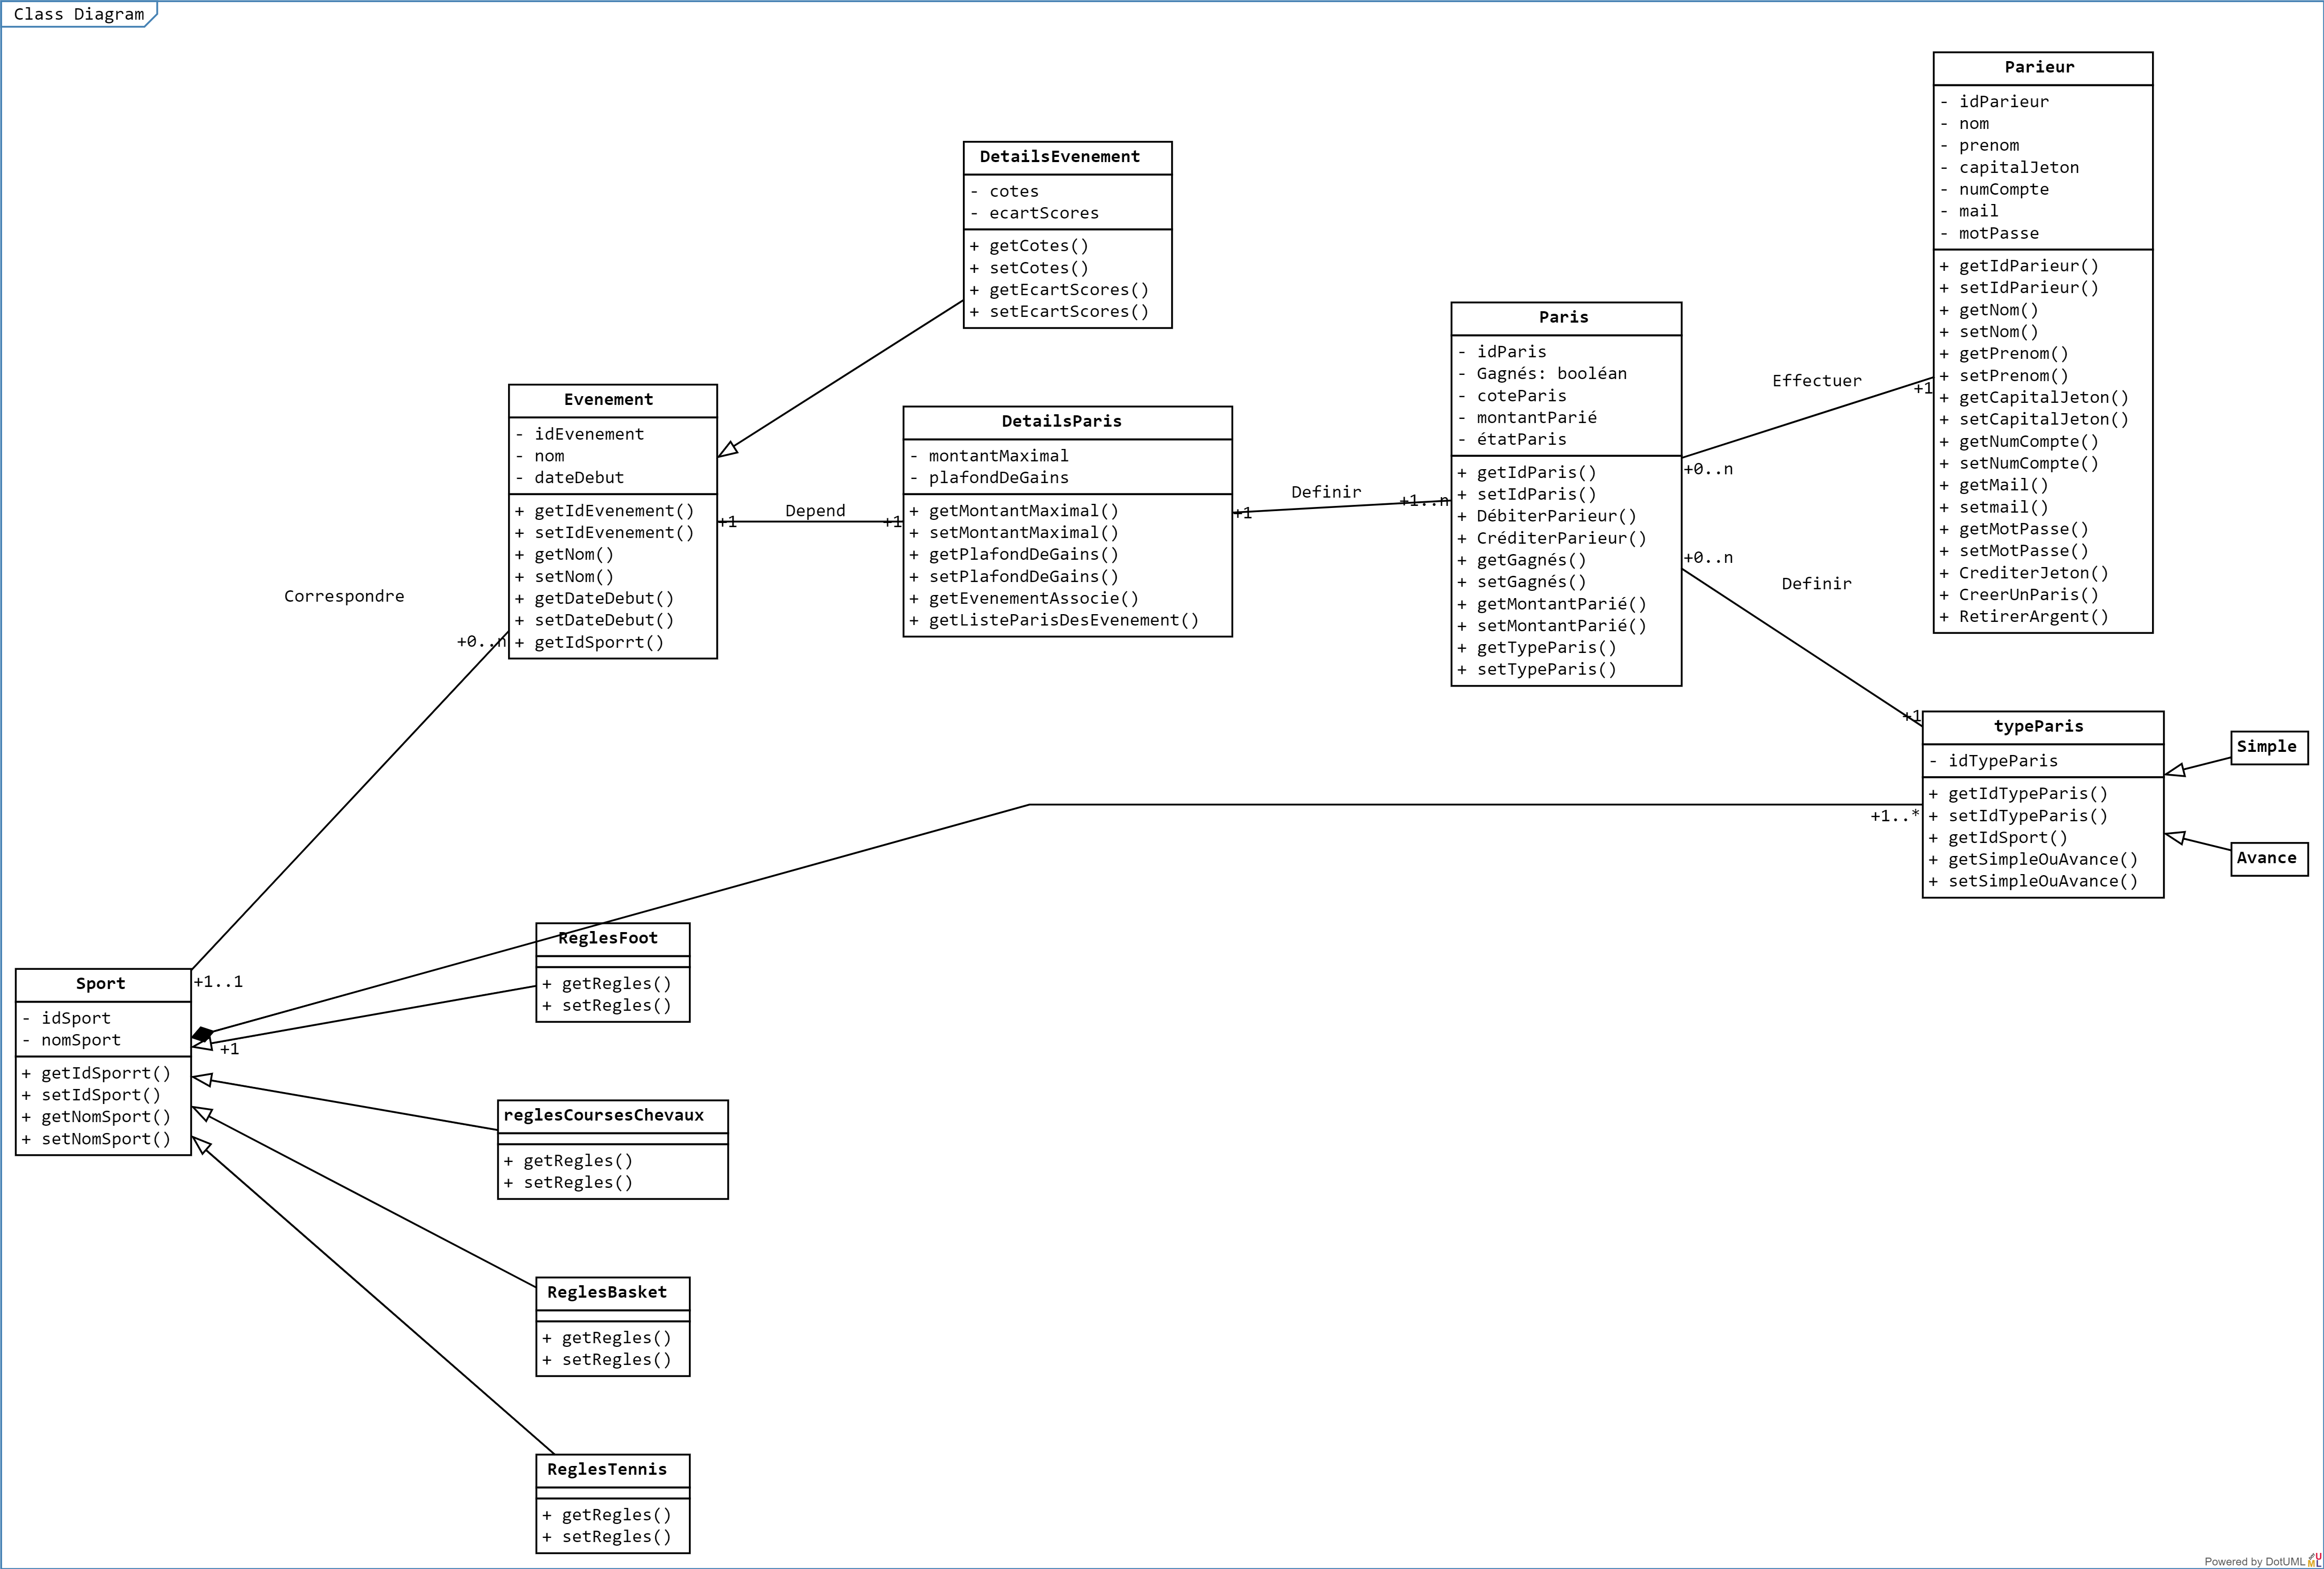 Class Diagram
Parieur
- idParieur
- nom
- prenom
- capitalJeton
- numCompte
- mail
- motPasse
+ getIdParieur()
+ setIdParieur()
+ getNom()
+ setNom()
+ getPrenom()
+ setPrenom()
+ getCapitalJeton()
+ setCapitalJeton()
+ getNumCompte()
+ setNumCompte()
+ getMail()
+ setmail()
+ getMotPasse()
+ setMotPasse()
+ CrediterJeton()
+ CreerUnParis()
+ RetirerArgent()
DetailsEvenement
- cotes
- ecartScores
+ getCotes()
+ setCotes()
+ getEcartScores()
+ setEcartScores()
Paris
- idParis
- Gagnés: booléan
- coteParis
- montantParié
- étatParis
+ getIdParis()
+ setIdParis()
+ DébiterParieur()
+ CréditerParieur()
+ getGagnés()
+ setGagnés()
+ getMontantParié()
+ setMontantParié()
+ getTypeParis()
+ setTypeParis()
Effectuer
+1
+0..n
Evenement
- idEvenement
- nom
- dateDebut
+ getIdEvenement()
+ setIdEvenement()
+ getNom()
+ setNom()
+ getDateDebut()
+ setDateDebut()
+ getIdSporrt()
+1
Depend
+1
DetailsParis
- montantMaximal
- plafondDeGains
+ getMontantMaximal()
+ setMontantMaximal()
+ getPlafondDeGains()
+ setPlafondDeGains()
+ getEvenementAssocie()
+ getListeParisDesEvenement()
+1
Definir
+1..n
+0..n
Definir
+1
Correspondre
+0..n
+1..1
typeParis
- idTypeParis
+ getIdTypeParis()
+ setIdTypeParis()
+ getIdSport()
+ getSimpleOuAvance()
+ setSimpleOuAvance()
Simple
Avance
+1..*
+1
Sport
- idSport
- nomSport
+ getIdSporrt()
+ setIdSport()
+ getNomSport()
+ setNomSport()
ReglesFoot
+ getRegles()
+ setRegles()
reglesCoursesChevaux
+ getRegles()
+ setRegles()
ReglesBasket
+ getRegles()
+ setRegles()
ReglesTennis
+ getRegles()
+ setRegles()
Powered by DotUML